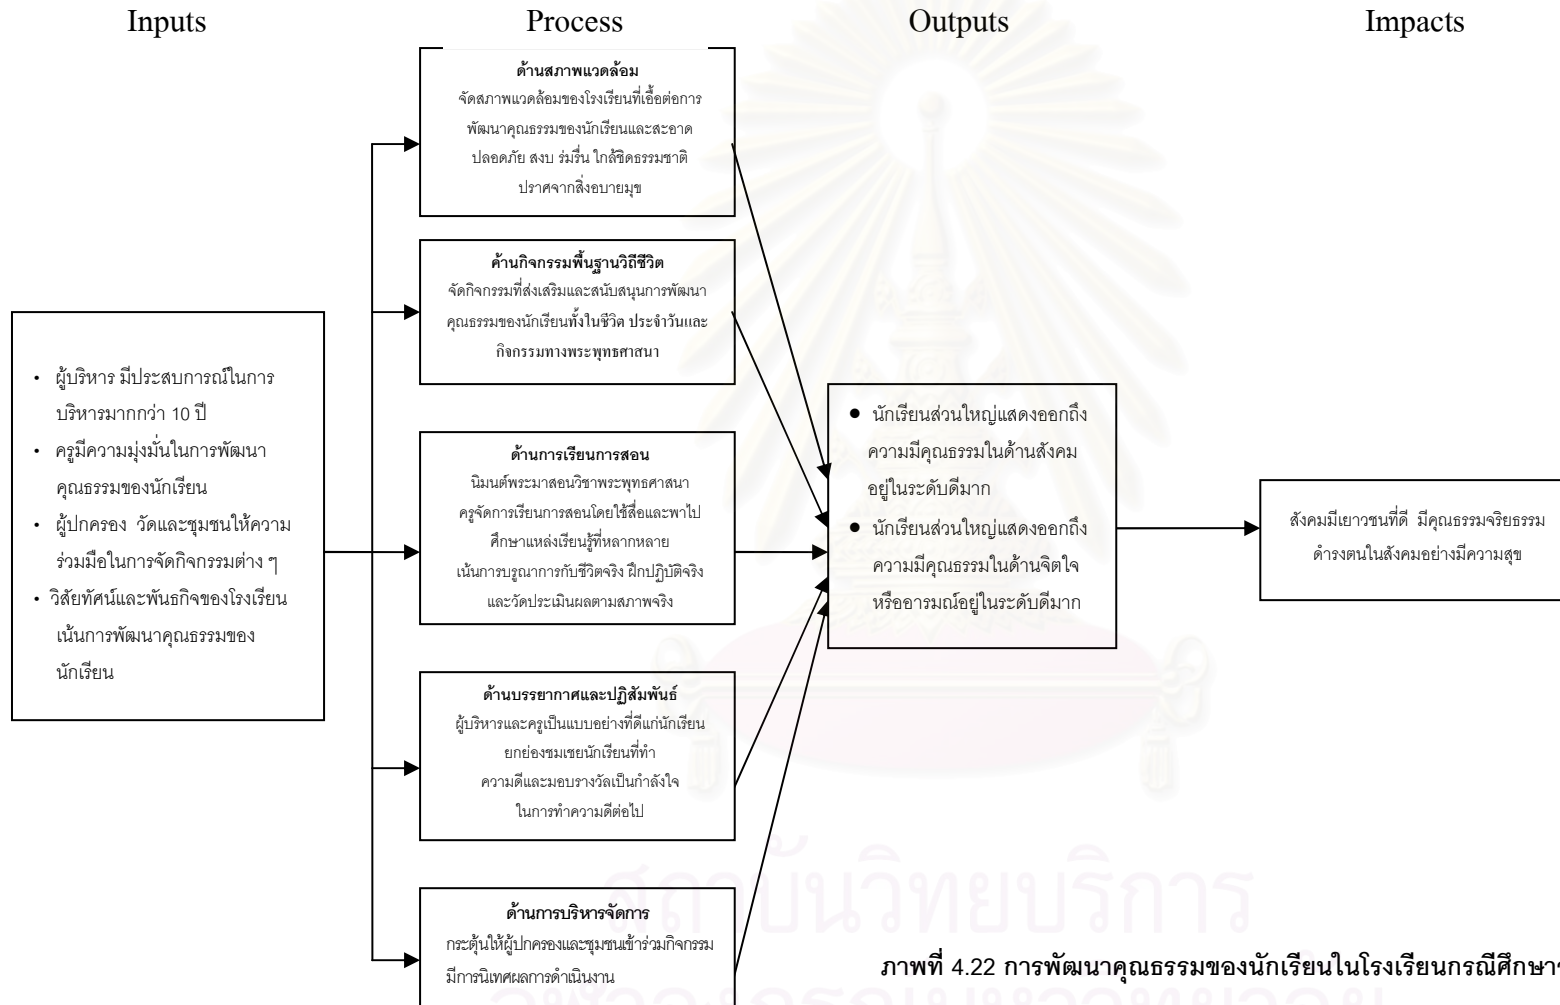 Inputs
Process
Outputs
Impacts
ด้านสภาพแวดล้อม
จัดสภาพแวดล้อมของโรงเรียนที่เอื้อต่อการ
พัฒนาคุณธรรมของนักเรียนและสะอาด
ปลอดภัย สงบ ร่มรื่น ใกล้ชิดธรรมชาติ
ปราศจากสิ่งอบายมุข
ค้านกิจกรรมพื้นฐานวิถีชีวิต
จัดกิจกรรมที่ส่งเสริมและสนับสนุนการพัฒนา
คุณธรรมของนักเรียนทั้งในชีวิต ประจำวันและ
กิจกรรมทางพระพุทธศาสนา
• ผู้บริหาร มีประสบการณ์ในการ
บริหารมากกว่า 10 ปี
• ครูมีความมุ่งมั่นในการพัฒนา
คุณธรรมของนักเรียน
• ผู้ปกครอง วัดและชุมชนให้ความ
ร่วมมือในการจัดกิจกรรมต่าง ๆ
• วิสัยทัศน์และพันธกิจของโรงเรียน
เน้นการพัฒนาคุณธรรมของ
นักเรียน
ด้านการเรียนการสอน
นิมนต์พระมาสอนวิชาพระพุทธศาสนา
ครูจัดการเรียนการสอนโดยใช้สื่อและพาไป
ศึกษาแหล่งเรียนรู้ที่หลากหลาย
เน้นการบรูณาการกับชีวิตจริง ฝึกปฏิบัติจริง
และวัดประเมินผลตามสภาพจริง
ด้านบรรยากาศและปฏิสัมพันธ์
ผู้บริหารและครูเป็นแบบอย่างที่ดีแก่นักเรียน
ยกย่องชมเชยนักเรียนที่ทำ
ความดีและมอบรางวัลเป็นกำลังใจ
ในการทำความดีต่อไป
ด้านการบริหารจัดการ
กระตุ้นให้ผู้ปกครองและชุมชนเข้าร่วมกิจกรรม
มีการนิเทศผลการดำเนินงาน
● นักเรียนส่วนใหญ่แสดงออกถึง
ความมีคุณธรรมในด้านสังคม
อยู่ในระดับดีมาก
● นักเรียนส่วนใหญ่แสดงออกถึง
ความมีคุณธรรมในด้านจิตใจ
หรืออารมณ์อยู่ในระดับดีมาก
สังคมมีเยาวชนที่ดี มีคุณธรรมจริยธรรม
ดำรงตนในสังคมอย่างมีความสุข
สถาบันวิทยบริการ
ภาพที่ 4.22 การพัฒนาคุณธรรมของนักเรียนในโรงเรียนกรณีศึกษา